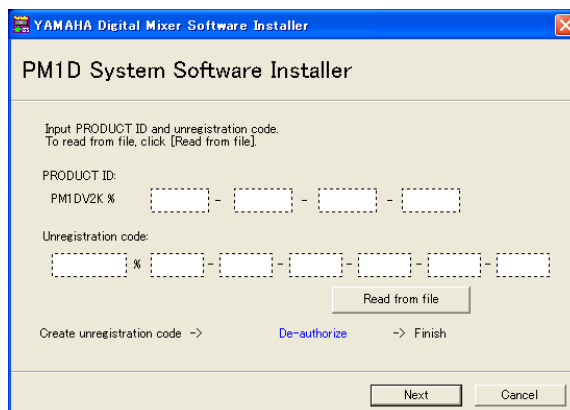 YAMAHA Digital Mixer Software Installer
PM1D System Software Installer
Input PRODUCT ID and unregistration code.
To read from file, click [Read from file].
PRODUCT ID:
PM1DV2K % - - -
Unregistration code:
% - - - - -
Read from file
Create unregistration code -> De-authorize -> Finish
Next Cancel